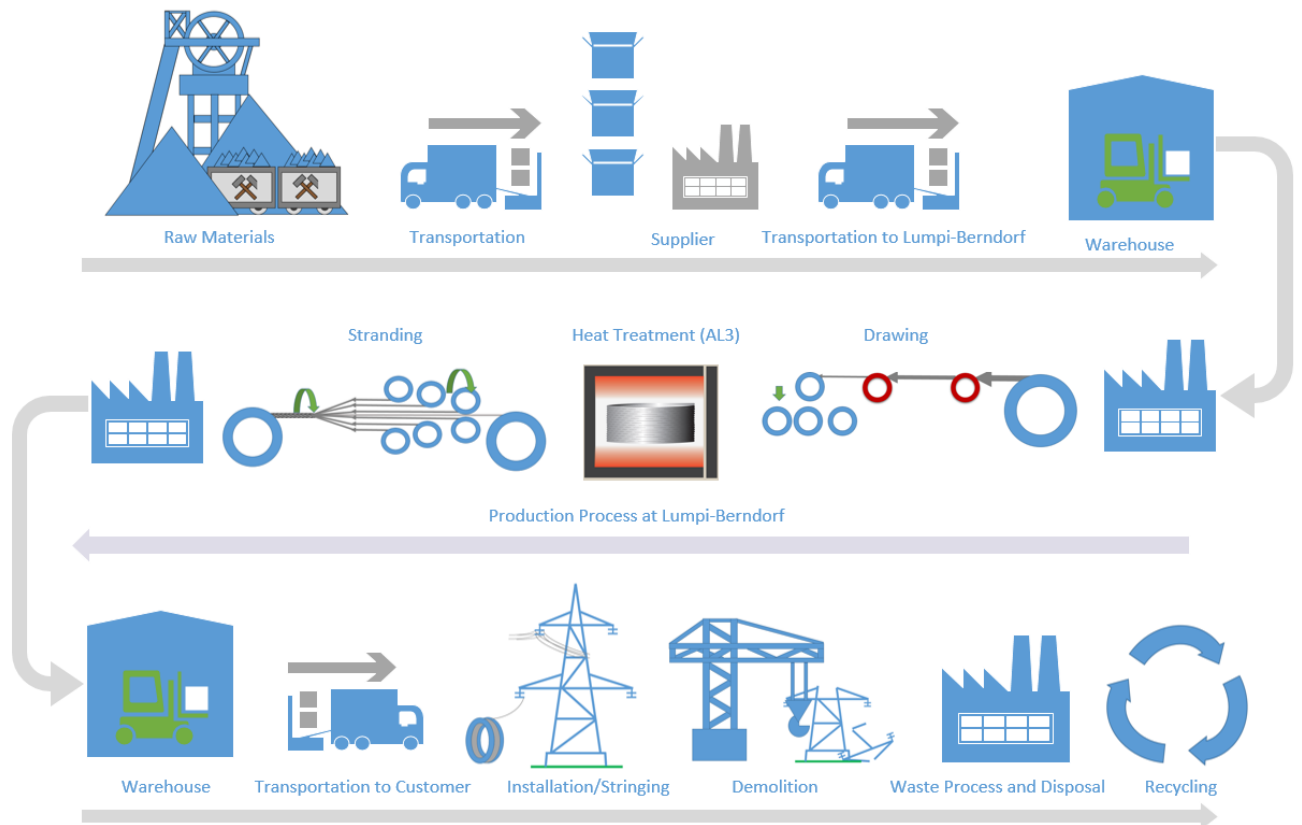 Raw Materials
Transportation
Supplier
Transportation to Lumpi-Berndorf
Warehouse
Stranding
Heat Treatment (AL3)
Drawing
Production Process at Lumpi-Berndorf
Warehouse
Transportation to Customer
Installation/Stringing
Demolition
Waste Process and Disposal
Recycling